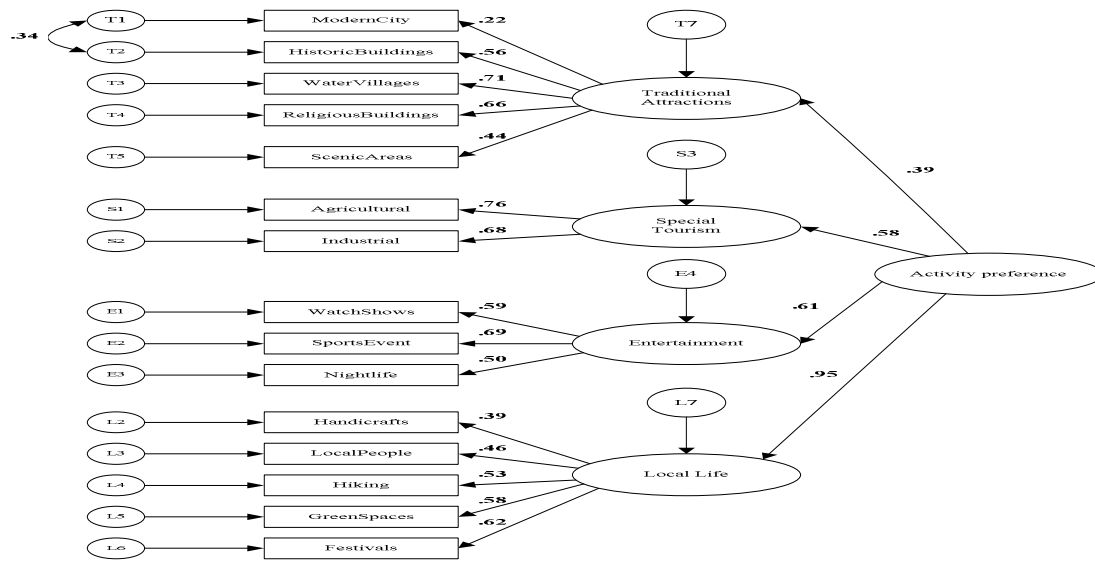 T1
ModernCity
.22
T7
.34
T2
HistoricBuildings
.56
T3
WaterVillages
.71
Traditional
Attractions
T4
ReligiousBuildings
.66
T5
ScenicAreas
.44
S3
.39
S1
Agricultural
.76
Special
Tourism
S2
Industrial
.68
.58
E4
Activity preference
E1
WatchShows
.59
.61
E2
SportsEvent
.69
Entertainment
E3
Nightlife
.50
.95
L7
L2
Handicrafts
.39
L3
LocalPeople
.46
L4
Hiking
.53
Local Life
L5
GreenSpaces
.58
L6
Festivals
.62